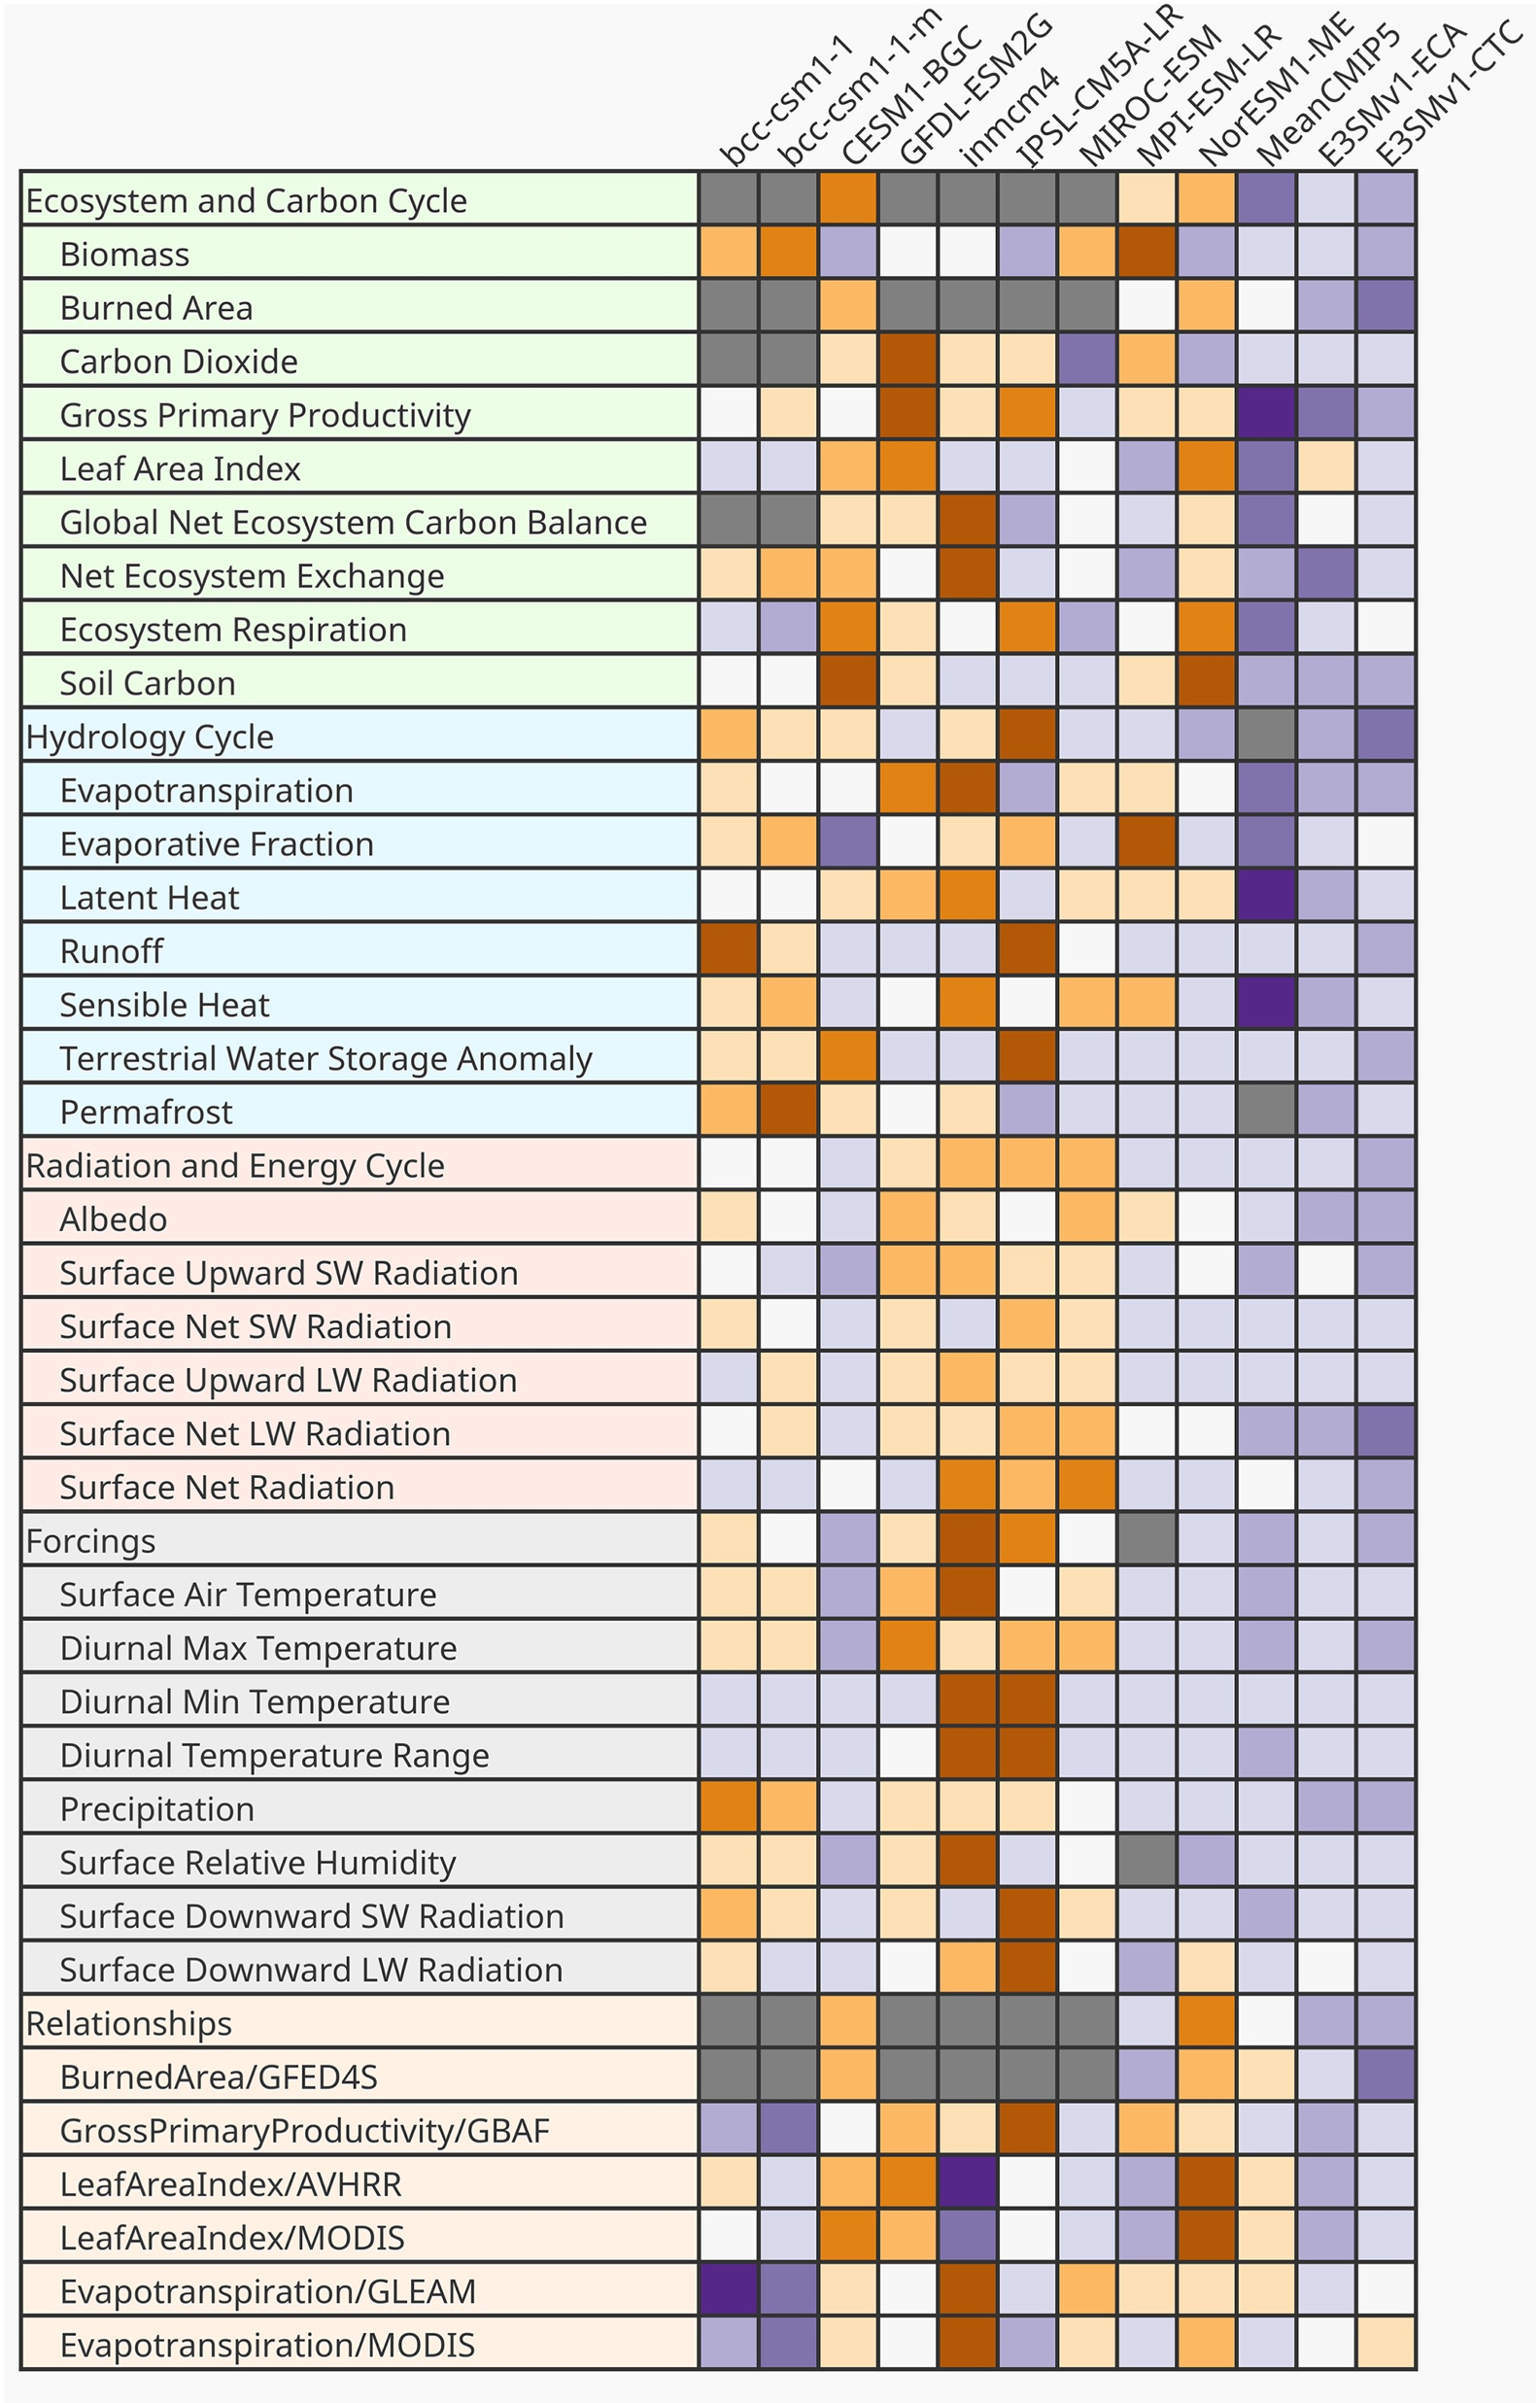 bcc-csm1-1
bcc-csm1-1-m
CESM1-BGC
GFDL-ESM2G
inmcm4
IPSL-CM5A-LR
MIROC-ESM
MPI-ESM-LR
NorESM1-ME
MeanCMIP5
E3SMv1-ECA
E3SMv1-CTC
Ecosystem and Carbon Cycle
Biomass
Burned Area
Carbon Dioxide
Gross Primary Productivity
Leaf Area Index
Global Net Ecosystem Carbon Balance
Net Ecosystem Exchange
Ecosystem Respiration
Soil Carbon
Hydrology Cycle
Evapotranspiration
Evaporative Fraction
Latent Heat
Runoff
Sensible Heat
Terrestrial Water Storage Anomaly
Permafrost
Radiation and Energy Cycle
Albedo
Surface Upward SW Radiation
Surface Net SW Radiation
Surface Upward LW Radiation
Surface Net LW Radiation
Surface Net Radiation
Forcings
Surface Air Temperature
Diurnal Max Temperature
Diurnal Min Temperature
Diurnal Temperature Range
Precipitation
Surface Relative Humidity
Surface Downward SW Radiation
Surface Downward LW Radiation
Relationships
BurnedArea/GFED4S
GrossPrimaryProductivity/GBAF
LeafAreaIndex/AVHRR
LeafAreaIndex/MODIS
Evapotranspiration/GLEAM
Evapotranspiration/MODIS